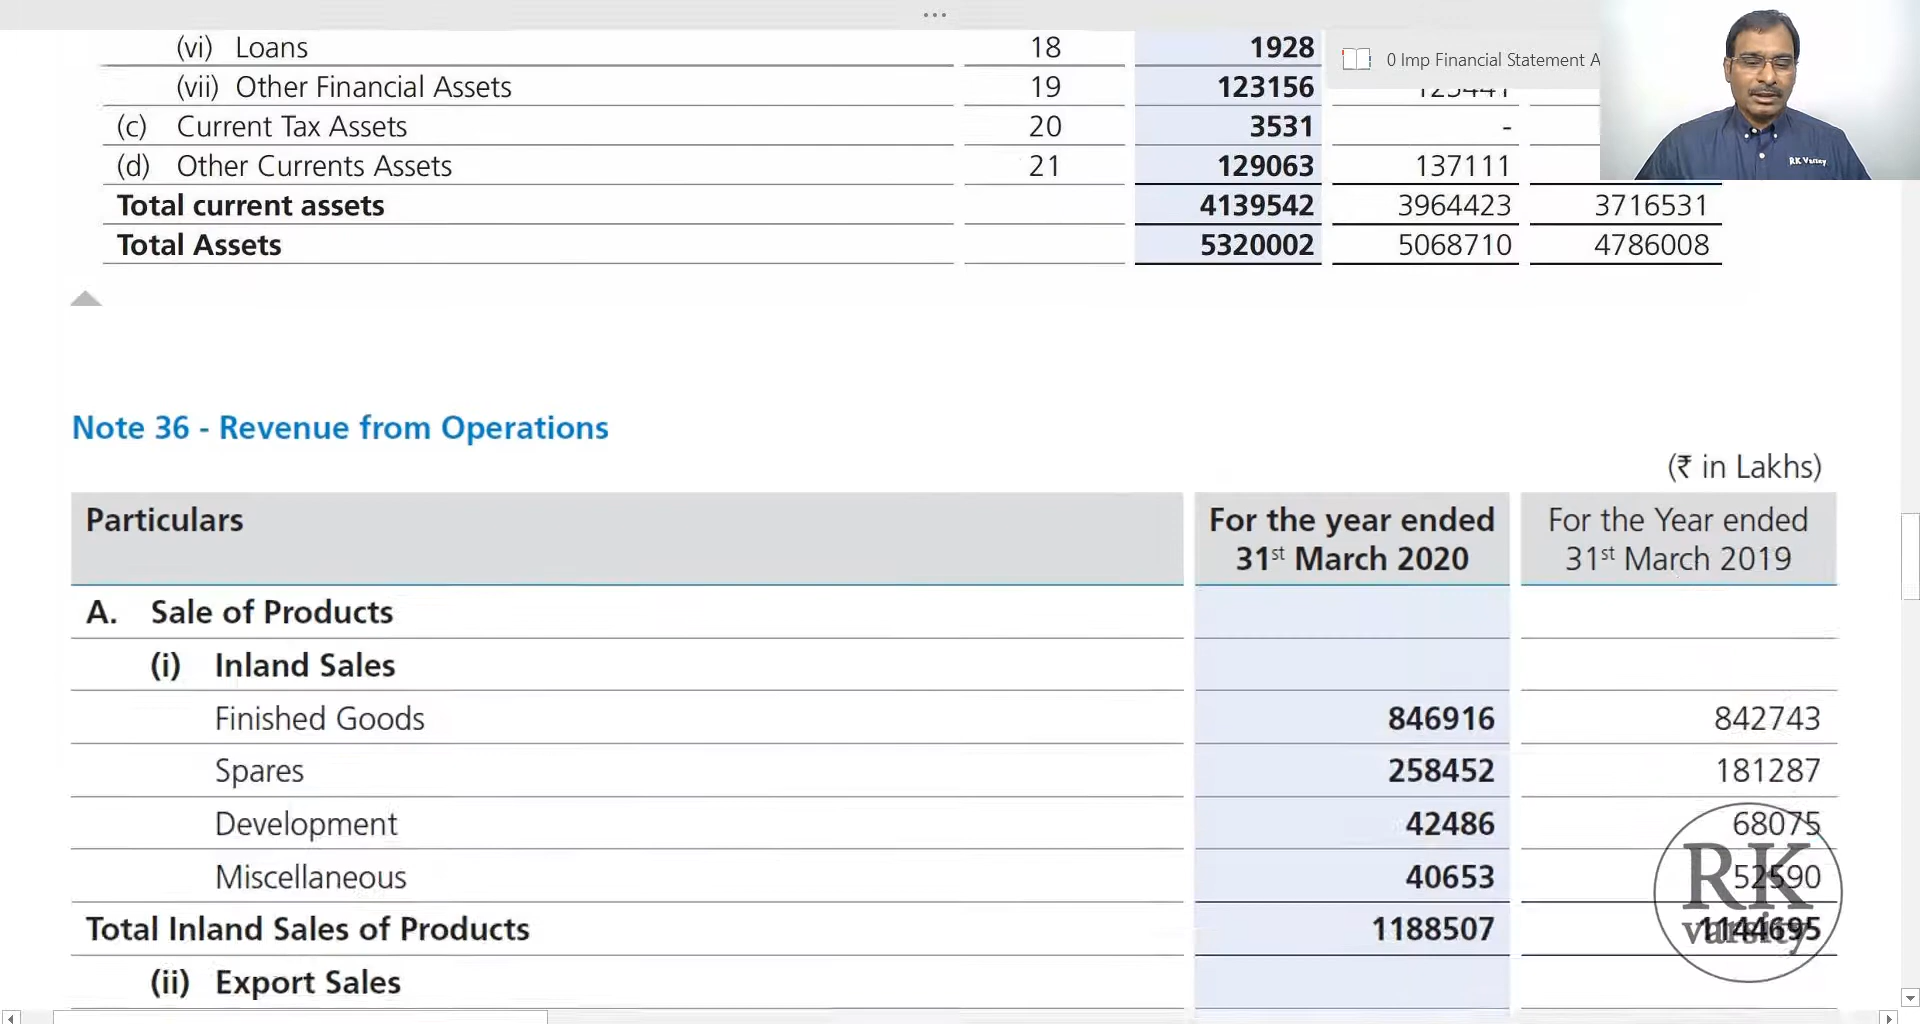 ...
(vi) Loans 18 1928
0 Imp Financial Statement A
(vii) Other Financial Assets 19 123156 123441
(c) Current Tax Assets 20 3531 -
(d) Other Currents Assets 21 129063 137111
Total current assets 4139542 3964423 3716531
Total Assets 5320002 5068710 4786008
RK Varsity
Note 36 - Revenue from Operations
(₹ in Lakhs)
Particulars For the year ended 31st March 2020 For the Year ended 31st March 2019
A. Sale of Products
(i) Inland Sales
Finished Goods 846916 842743
Spares 258452 181287
Development 42486 68075
Miscellaneous 40653 52590
Total Inland Sales of Products 1188507 1144695
(ii) Export Sales
RK
varsity